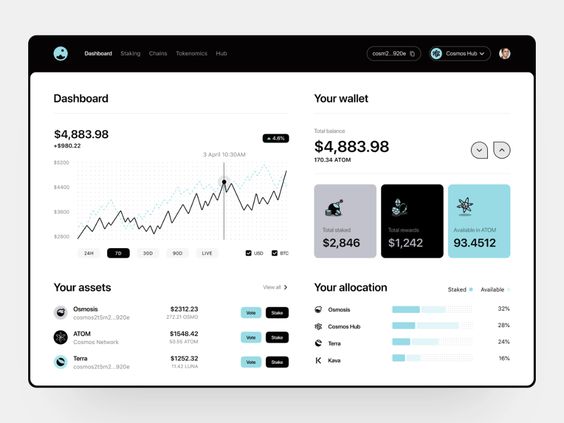 Dashboard Staking Chains Tokenomics Hub cosm2...920e Cosmos Hub
Dashboard
$4,883.98
+$980.22
4.6%
3 April 10:30AM
$5200
$4400
$3600
$2800
24H 7D 30D 90D LIVE USD BTC
Your wallet
Total balance
$4,883.98
170.34 ATOM
Total staked
$2,846
Total rewards
$1,242
Available in ATOM
93.4512
Your assets View all
Osmosis $2312.23 Vote Stake
cosmos2t5m2...920e 272.21 OSMO
ATOM $1548.42 Vote Stake
Cosmos Network 50.55 ATOM
Terra $1252.32 Vote Stake
cosmos2t5m2...920e 11.42 LUNA
Your allocation Staked Available
Osmosis 32%
Cosmos Hub 28%
Terra 24%
Kava 16%